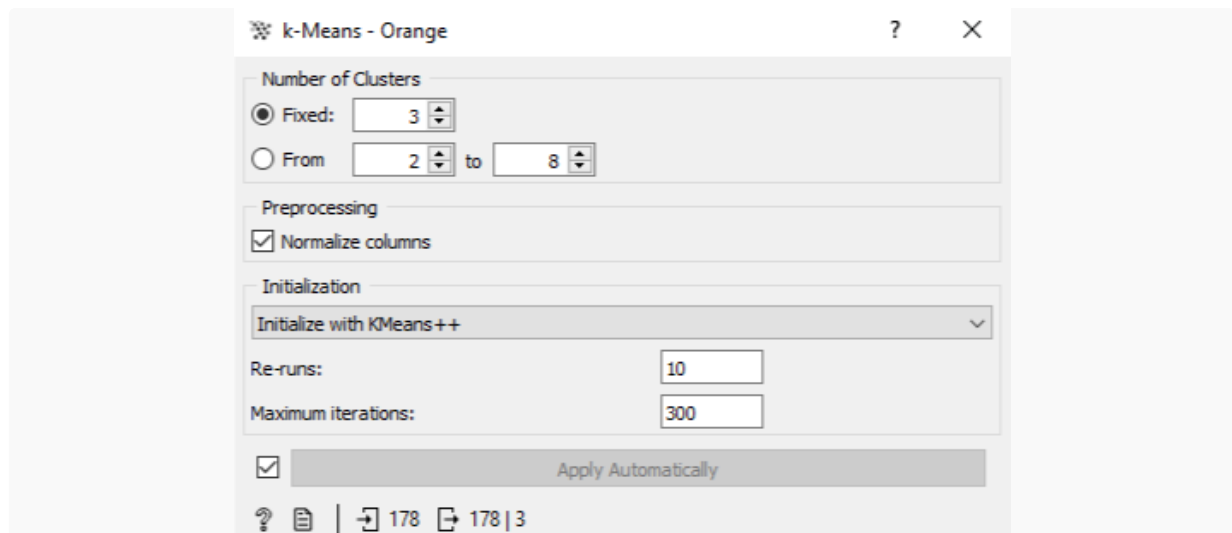 k-Means - Orange ?
Number of Clusters
Fixed: 3
From 2 to 8
Preprocessing
Normalize columns
Initialization
Initialize with KMeans++
Re-runs: 10
Maximum iterations: 300
Apply Automatically
? | 178 178 | 3